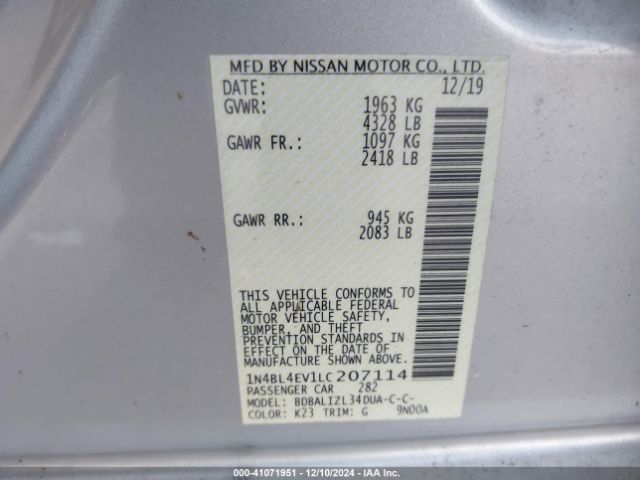 MFD BY NISSAN MOTOR CO., LTD.
DATE: 12/19
GVWR: 1963 KG
4328 LB
GAWR FR.: 1097 KG
2418 LB
GAWR RR.: 945 KG
2083 LB
THIS VEHICLE CONFORMS TO
ALL APPLICABLE FEDERAL
MOTOR VEHICLE SAFETY,
BUMPER, AND THEFT
PREVENTION STANDARDS
IN EFFECT ON THE DATE OF
MANUFACTURE SHOWN ABOVE.
1N4BL4EV1LC207114
PASSENGER CAR 282
MODEL: BDBALIZL34DUA-C-C-
COLOR: K23 TRIM: G 9N00A
000-41071951 - 12/10/2024 - IAA Inc.